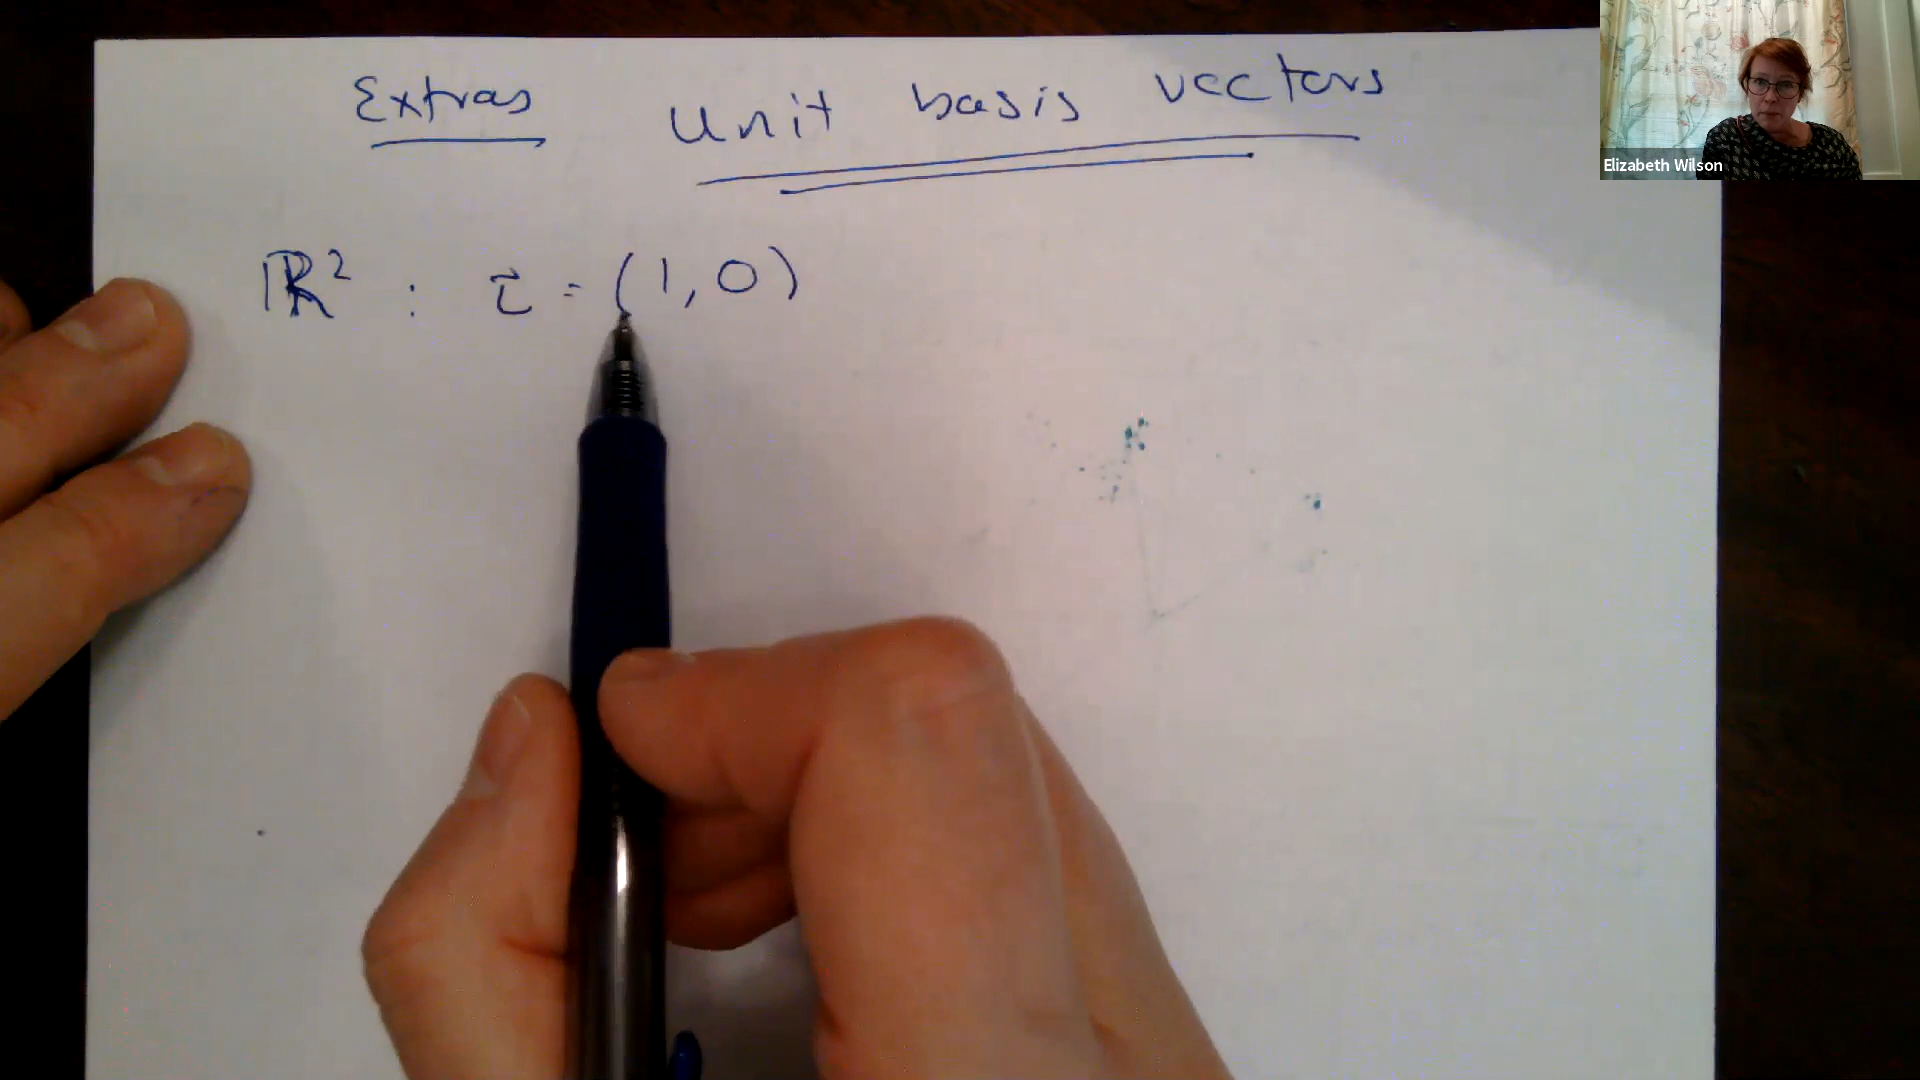 Extras Unit basis vectors
Elizabeth Wilson
ℝ² : i = (1, 0)